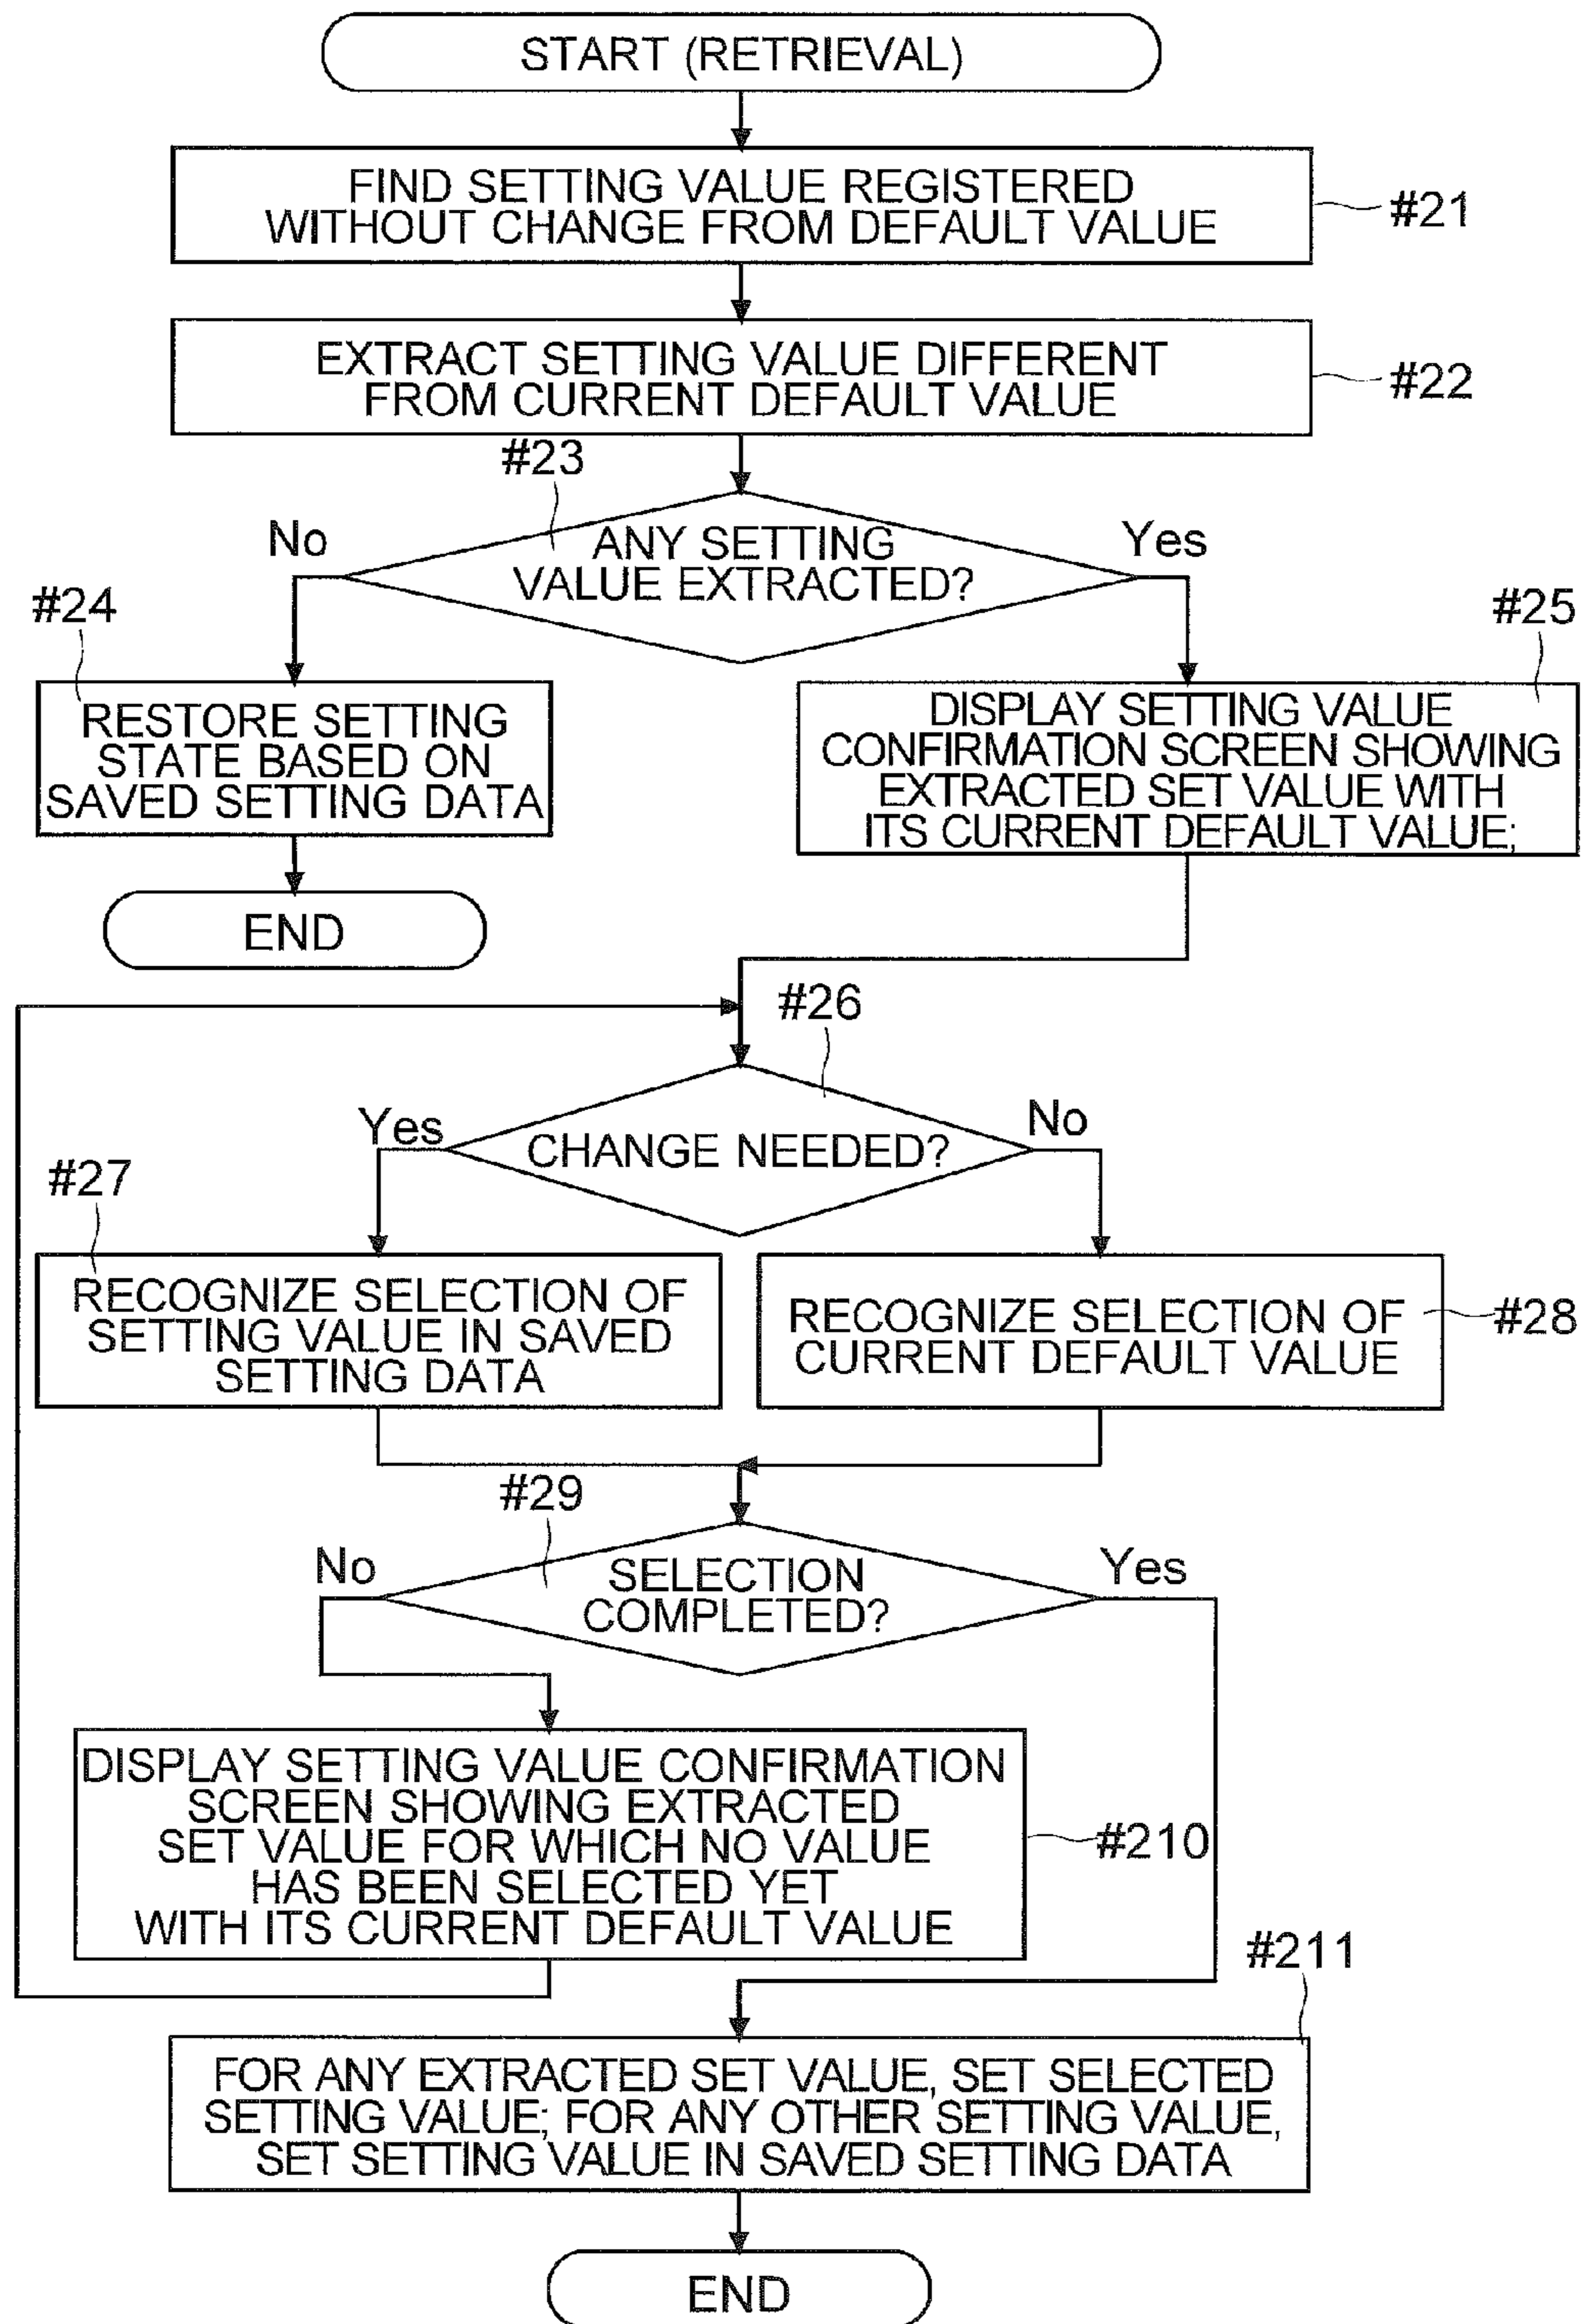 START (RETRIEVAL)
FIND SETTING VALUE REGISTERED
WITHOUT CHANGE FROM DEFAULT VALUE
#21
EXTRACT SETTING VALUE DIFFERENT
FROM CURRENT DEFAULT VALUE
#22
#23
No
ANY SETTING
VALUE EXTRACTED?
Yes
#24
RESTORE SETTING
STATE BASED ON
SAVED SETTING DATA
END
#25
DISPLAY SETTING VALUE
CONFIRMATION SCREEN SHOWING
EXTRACTED SET VALUE WITH
ITS CURRENT DEFAULT VALUE;
#26
Yes
CHANGE NEEDED?
No
#27
RECOGNIZE SELECTION OF
SETTING VALUE IN SAVED
SETTING DATA
RECOGNIZE SELECTION OF
CURRENT DEFAULT VALUE
#28
#29
No
SELECTION
COMPLETED?
Yes
DISPLAY SETTING VALUE CONFIRMATION
SCREEN SHOWING EXTRACTED
SET VALUE FOR WHICH NO VALUE
HAS BEEN SELECTED YET
WITH ITS CURRENT DEFAULT VALUE
#210
#211
FOR ANY EXTRACTED SET VALUE, SET SELECTED
SETTING VALUE; FOR ANY OTHER SETTING VALUE,
SET SETTING VALUE IN SAVED SETTING DATA
END